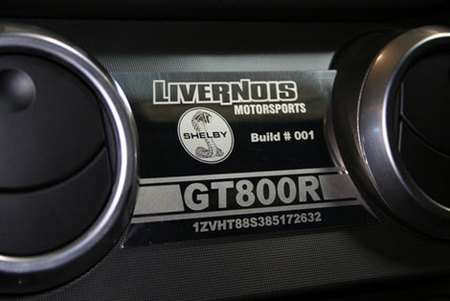 LIVERNOIS
MOTORSPORTS
SHELBY
Build # 001
GT800R
1ZVHT88S385172632